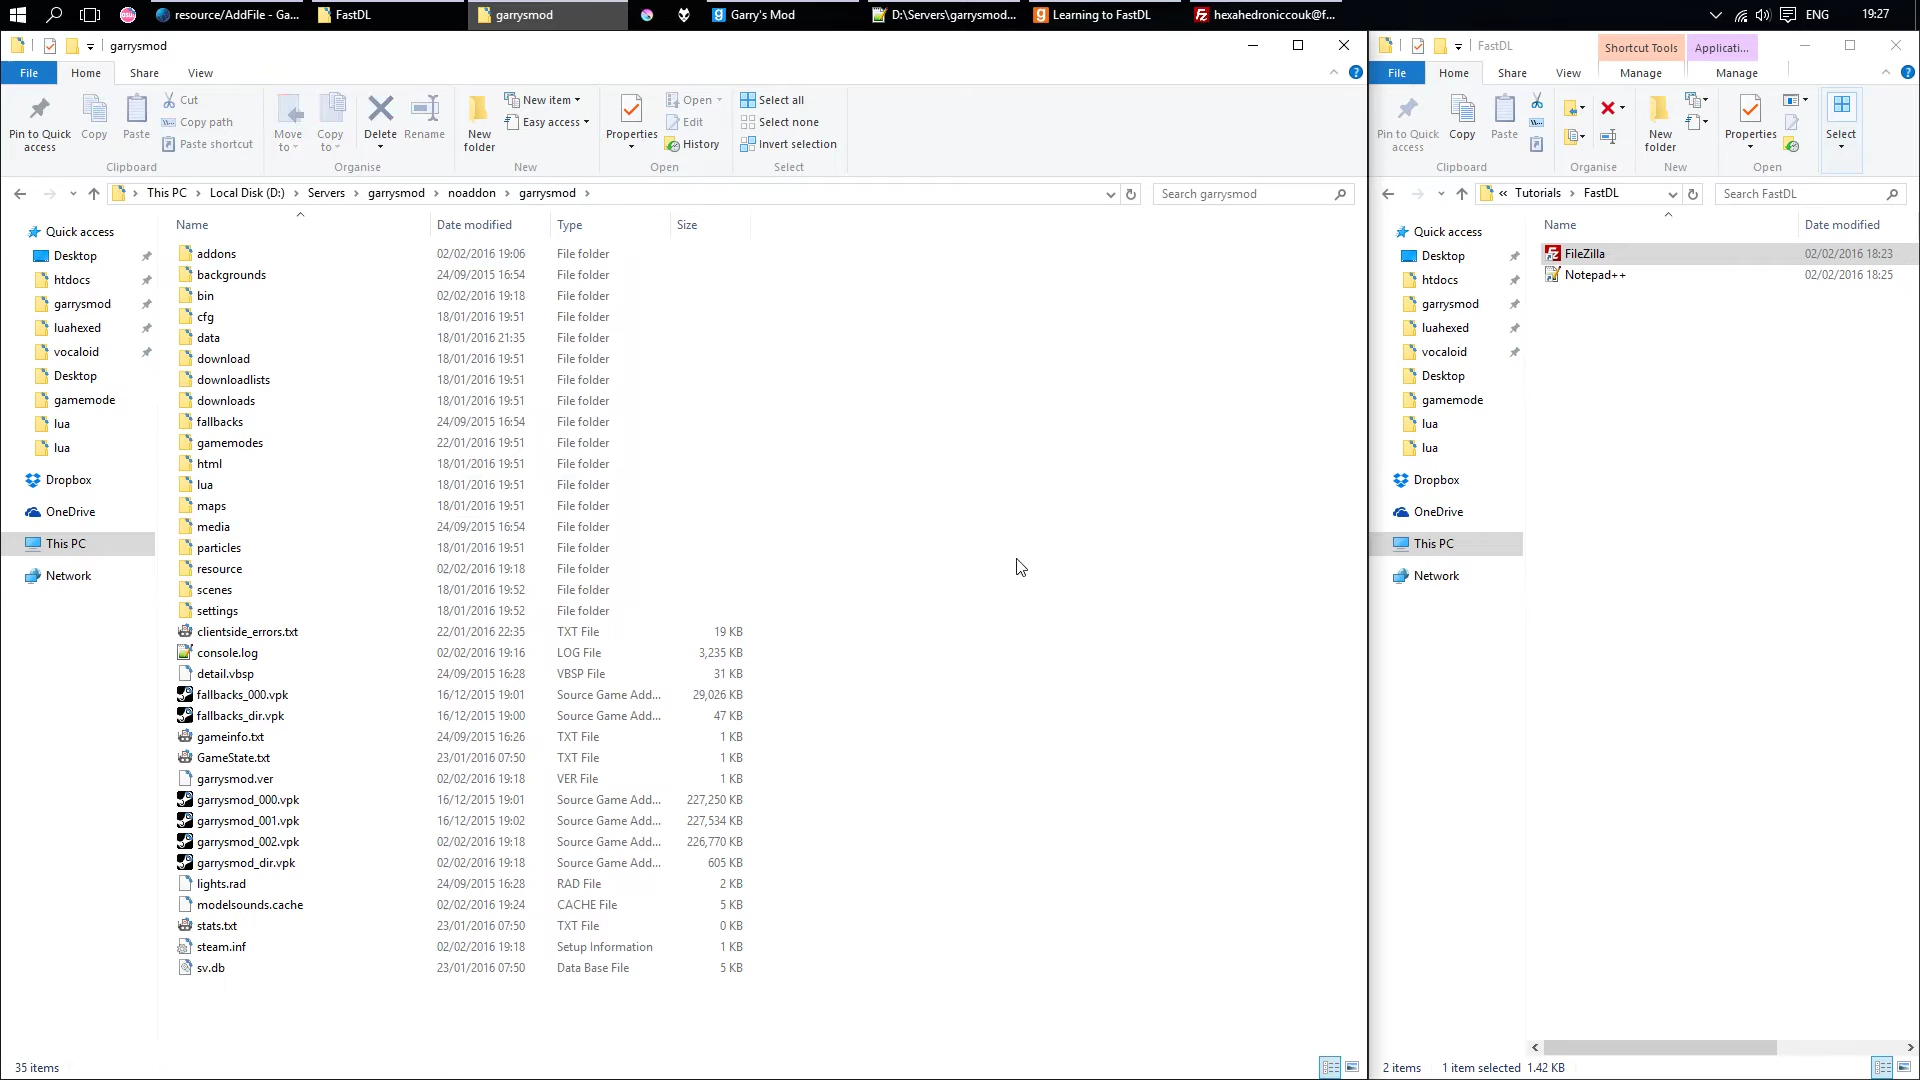 resource/AddFile - Ga...
FastDL
garrysmod
Garry's Mod
D:\Servers\garrysmod...
Learning to FastDL
hexahedroniccouk@f...
ENG
19:27
garrysmod
File
Home
Share
View
Pin to Quick access
Copy
Paste
Cut
Copy path
Paste shortcut
Clipboard
Move to
Copy to
Delete
Rename
Organise
New folder
New item
Easy access
New
Properties
Open
Edit
History
Open
Select all
Select none
Invert selection
Select
This PC > Local Disk (D:) > Servers > garrysmod > noaddon > garrysmod >
Search garrysmod
Quick access
Desktop
htdocs
garrysmod
luahexed
vocaloid
Desktop
gamemode
lua
lua
Dropbox
OneDrive
This PC
Network
Name Date modified Type Size
addons 02/02/2016 19:06 File folder
backgrounds 24/09/2015 16:54 File folder
bin 02/02/2016 19:18 File folder
cfg 18/01/2016 19:51 File folder
data 18/01/2016 21:35 File folder
download 18/01/2016 19:51 File folder
downloadlists 18/01/2016 19:51 File folder
downloads 18/01/2016 19:51 File folder
fallbacks 24/09/2015 16:54 File folder
gamemodes 22/01/2016 19:51 File folder
html 18/01/2016 19:51 File folder
lua 18/01/2016 19:51 File folder
maps 18/01/2016 19:51 File folder
media 24/09/2015 16:54 File folder
particles 18/01/2016 19:51 File folder
resource 02/02/2016 19:18 File folder
scenes 18/01/2016 19:52 File folder
settings 18/01/2016 19:52 File folder
clientside_errors.txt 22/01/2016 22:35 TXT File 19 KB
console.log 02/02/2016 19:16 LOG File 3,235 KB
detail.vbsp 24/09/2015 16:28 VBSP File 31 KB
fallbacks_000.vpk 16/12/2015 19:01 Source Game Add... 29,026 KB
fallbacks_dir.vpk 16/12/2015 19:00 Source Game Add... 47 KB
gameinfo.txt 24/09/2015 16:26 TXT File 1 KB
GameState.txt 23/01/2016 07:50 TXT File 1 KB
garrysmod.ver 02/02/2016 19:18 VER File 1 KB
garrysmod_000.vpk 16/12/2015 19:01 Source Game Add... 227,250 KB
garrysmod_001.vpk 16/12/2015 19:02 Source Game Add... 227,534 KB
garrysmod_002.vpk 02/02/2016 19:18 Source Game Add... 226,770 KB
garrysmod_dir.vpk 02/02/2016 19:18 Source Game Add... 605 KB
lights.rad 24/09/2015 16:28 RAD File 2 KB
modelsounds.cache 02/02/2016 19:24 CACHE File 5 KB
stats.txt 23/01/2016 07:50 TXT File 0 KB
steam.inf 02/02/2016 19:18 Setup Information 1 KB
sv.db 23/01/2016 07:50 Data Base File 5 KB
35 items
FastDL
Shortcut Tools
Applicati...
File
Home
Share
View
Manage
Manage
Pin to Quick access
Copy
Paste
Clipboard
Organise
New folder
New
Properties
Open
Select
« Tutorials > FastDL
Search FastDL
Quick access
Desktop
htdocs
garrysmod
luahexed
vocaloid
Desktop
gamemode
lua
lua
Dropbox
OneDrive
This PC
Network
Name Date modified
FileZilla 02/02/2016 18:23
Notepad++ 02/02/2016 18:25
2 items 1 item selected 1.42 KB